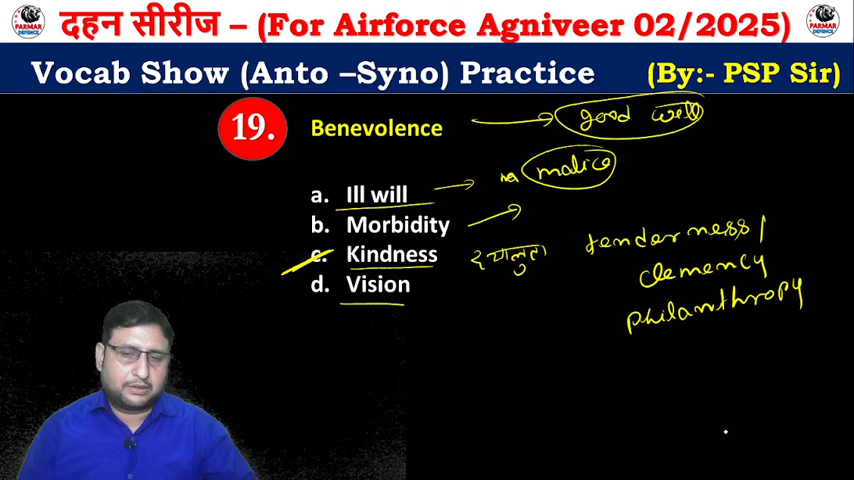 दहन सीरीज – (For Airforce Agniveer 02/2025)
PARMAR DEFENCE
PARMAR DEFENCE
Vocab Show (Anto –Syno) Practice (By:- PSP Sir)
19. Benevolence good will
a. Ill will malice
b. Morbidity
c. Kindness दयालुता tenderness/
d. Vision clemency
philanthropy